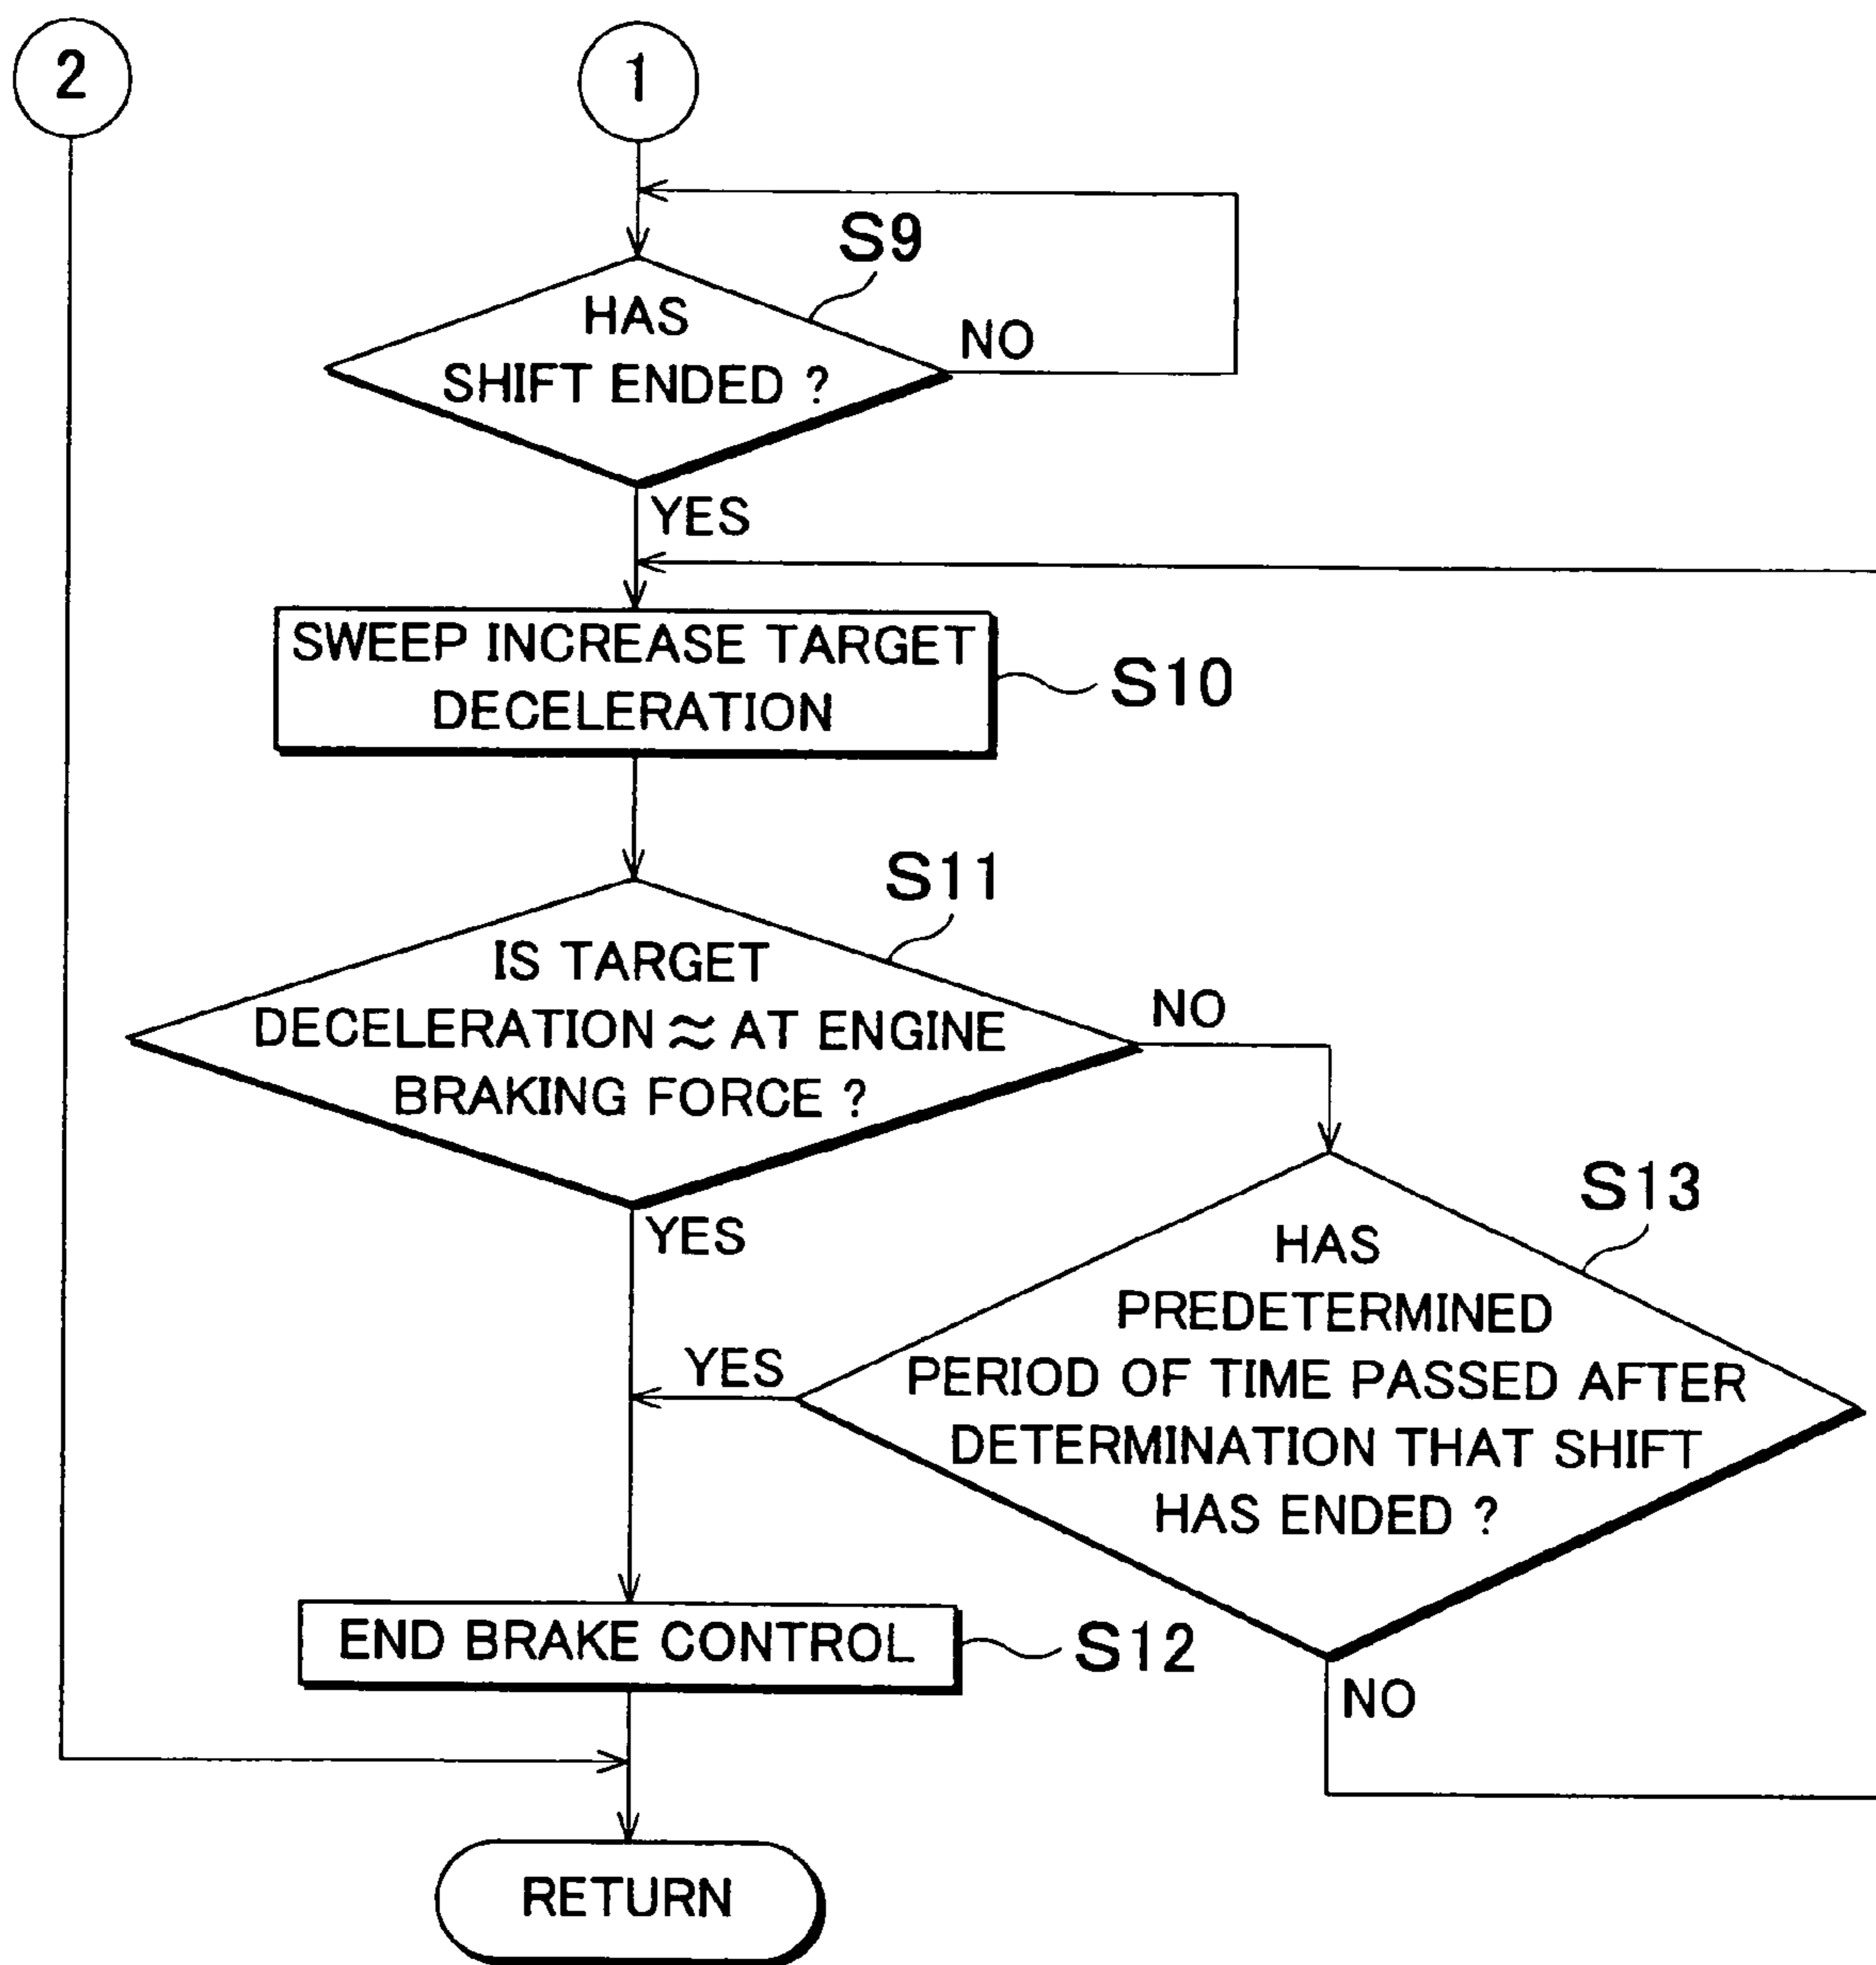 2
1
S9
HAS
SHIFT ENDED ?
NO
YES
SWEEP INCREASE TARGET
DECELERATION
S10
S11
IS TARGET
DECELERATION ≈ AT ENGINE
BRAKING FORCE ?
NO
YES
S13
HAS
PREDETERMINED
PERIOD OF TIME PASSED AFTER
DETERMINATION THAT SHIFT
HAS ENDED ?
YES
NO
END BRAKE CONTROL
S12
RETURN